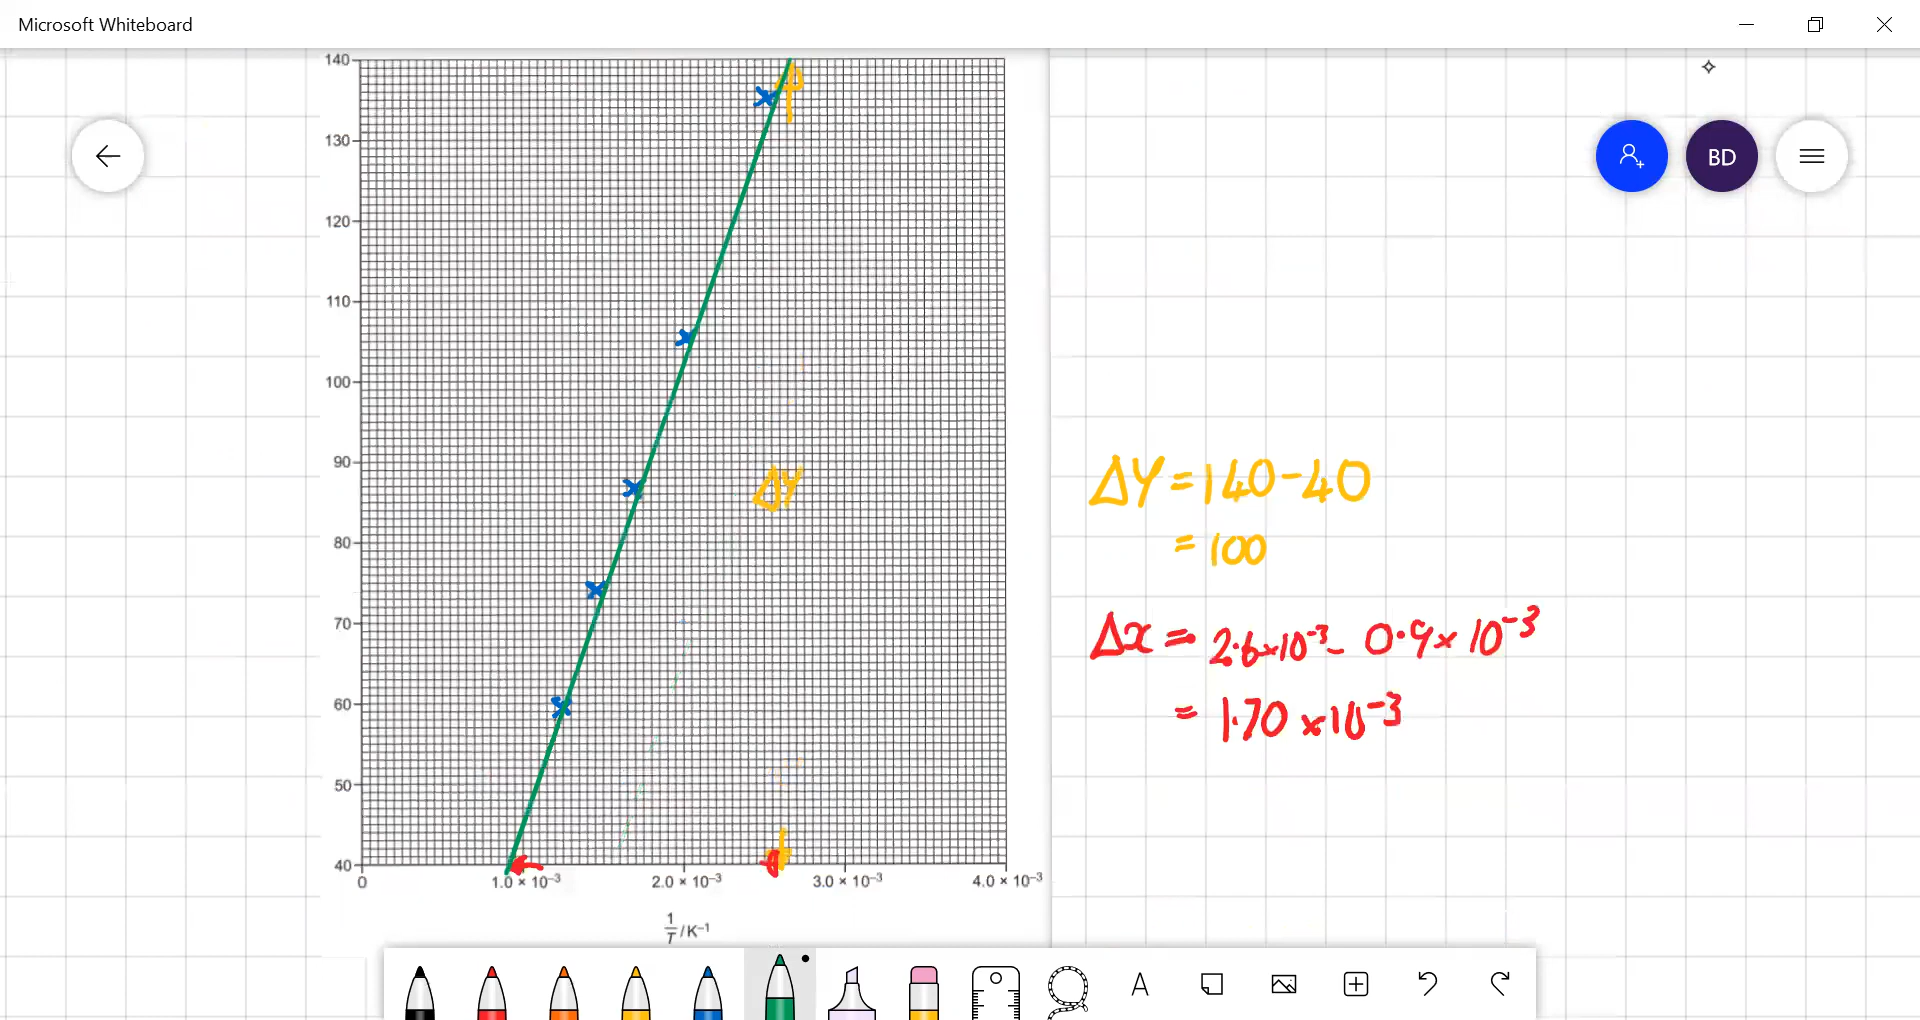 Microsoft Whiteboard
140
130
120
110
100
90
80
70
60
50
40
0
1.0 × 10⁻³
2.0 × 10⁻³
3.0 × 10⁻³
4.0 × 10⁻³
1/T /K⁻¹
ΔY
BD
ΔY = 140 - 40
= 100
Δx = 2.6×10⁻³ - 0.9 × 10⁻³
= 1.70 ×10⁻³
A